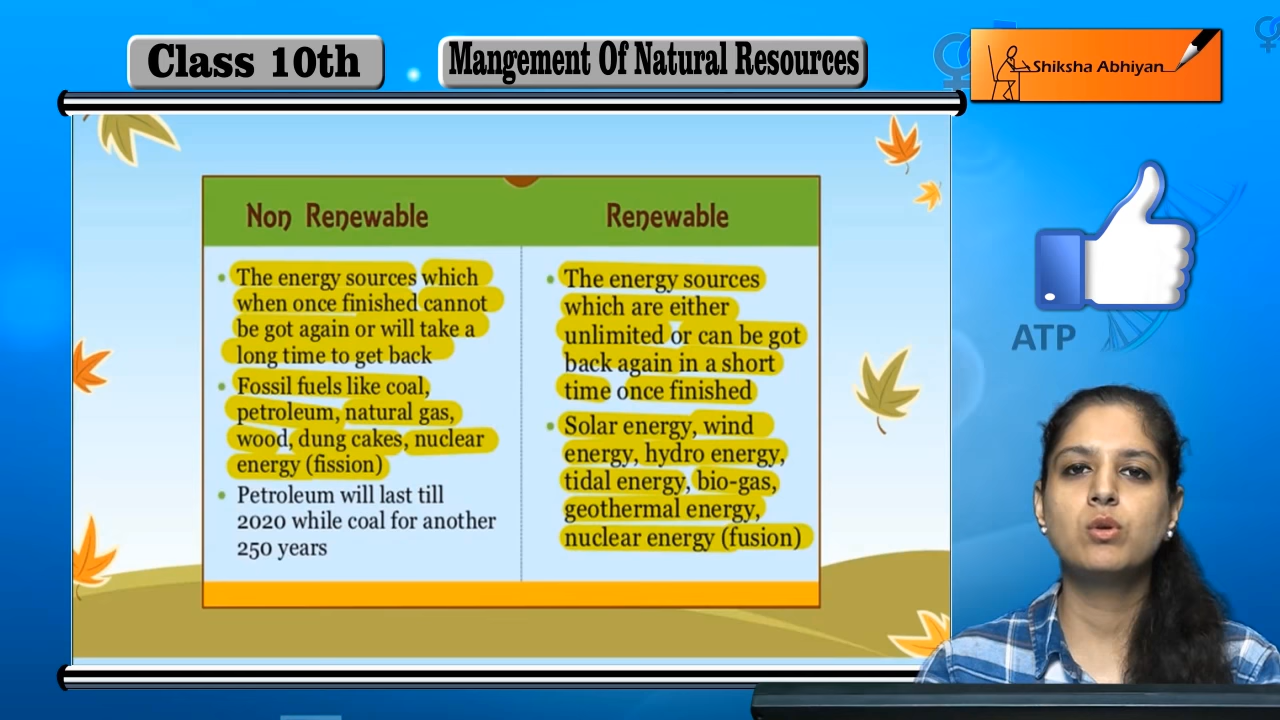 Class 10th
Mangement Of Natural Resources
Shiksha Abhiyan
Non Renewable
Renewable
• The energy sources which
when once finished cannot
be got again or will take a
long time to get back
• Fossil fuels like coal,
petroleum, natural gas,
wood, dung cakes, nuclear
energy (fission)
• Petroleum will last till
2020 while coal for another
250 years
• The energy sources
which are either
unlimited or can be got
back again in a short
time once finished
• Solar energy, wind
energy, hydro energy,
tidal energy, bio-gas,
geothermal energy,
nuclear energy (fusion)
ATP